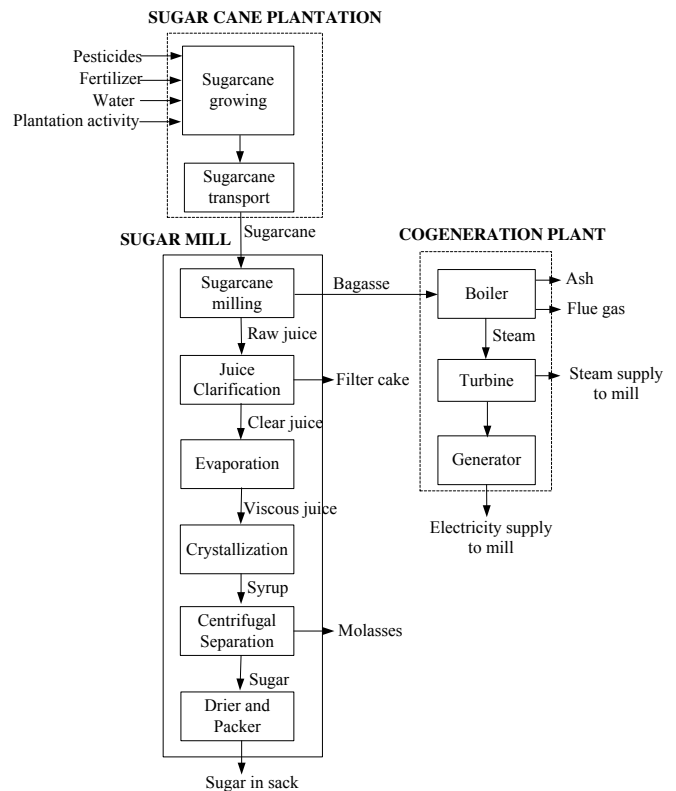 SUGAR CANE PLANTATION
Pesticides
Fertilizer
Water
Plantation activity
Sugarcane
growing
Sugarcane
transport
Sugarcane
SUGAR MILL
Sugarcane
milling
Bagasse
Raw juice
Juice
Clarification
Filter cake
Clear juice
Evaporation
Viscous juice
Crystallization
Syrup
Centrifugal
Separation
Molasses
Sugar
Drier and
Packer
Sugar in sack
COGENERATION PLANT
Boiler
Ash
Flue gas
Steam
Turbine
Steam supply
to mill
Generator
Electricity supply
to mill